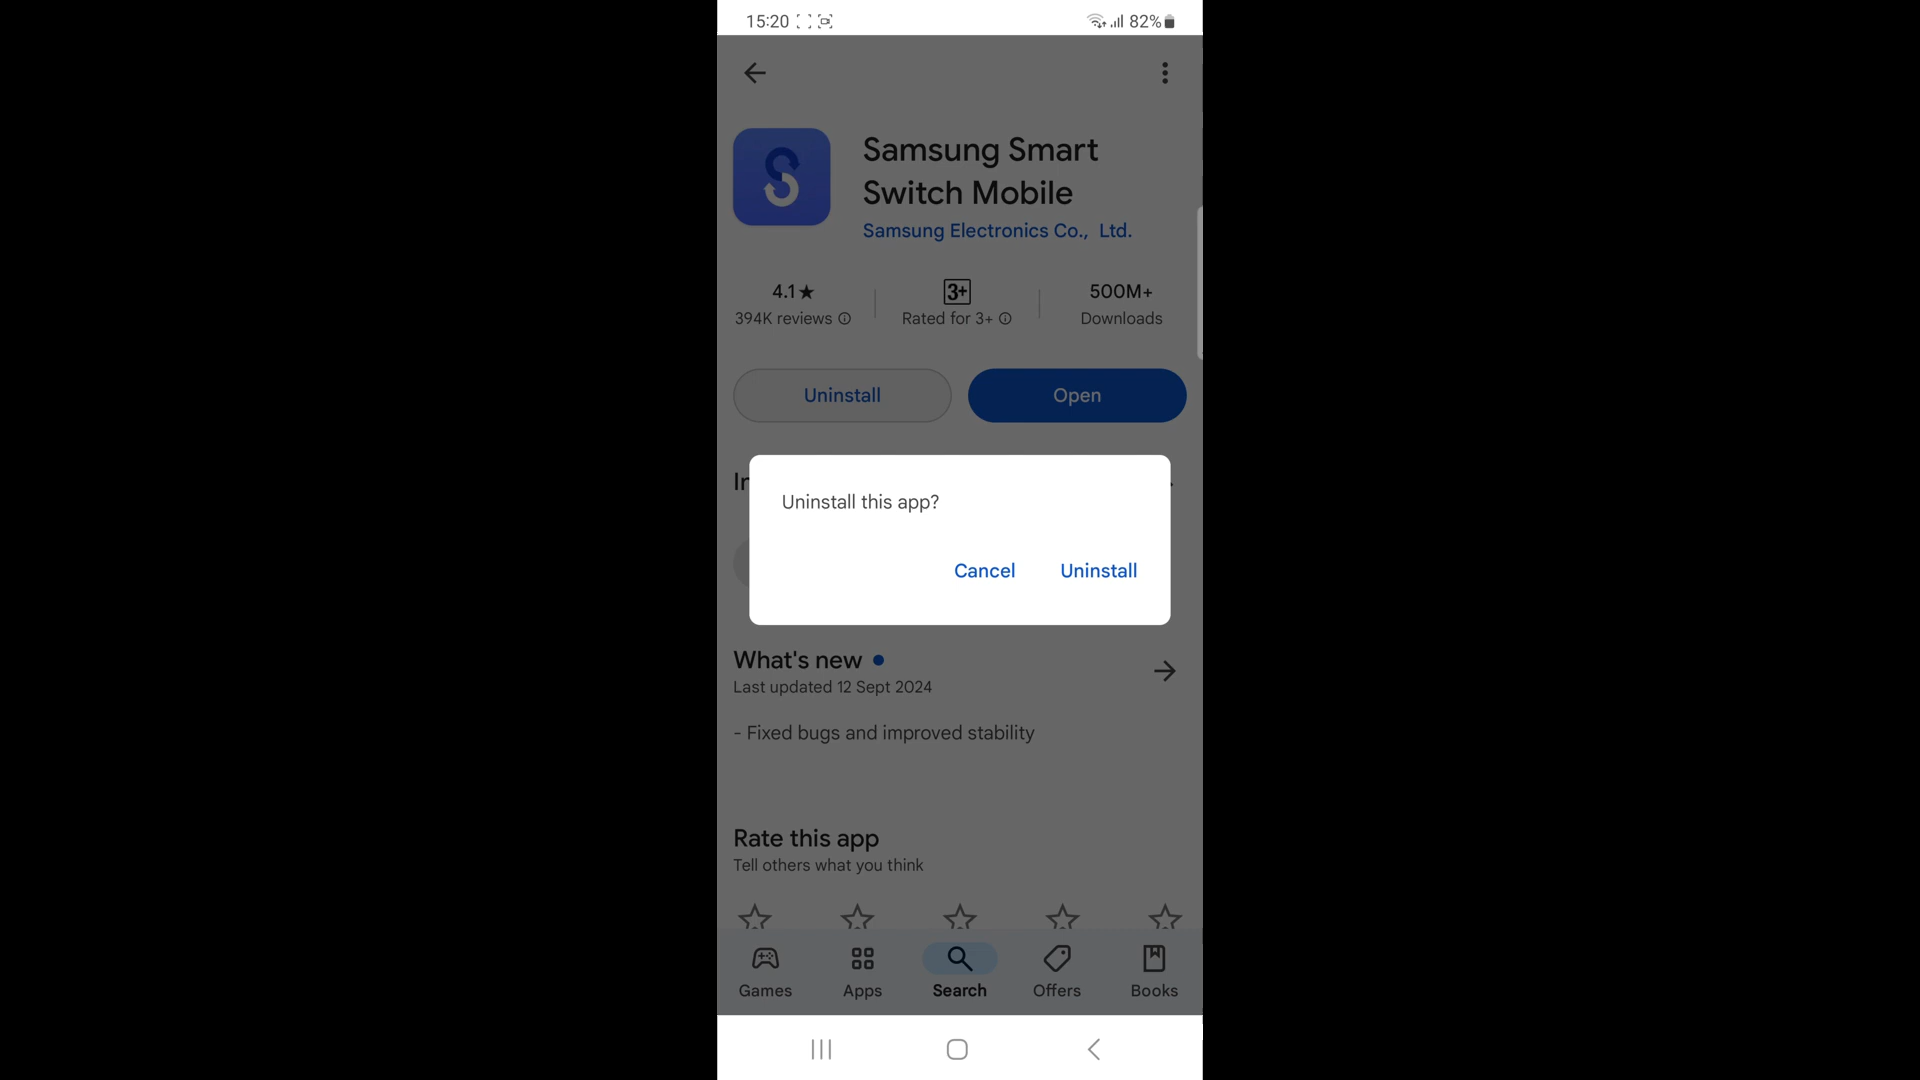 15:20 82%
Samsung Smart
Switch Mobile
Samsung Electronics Co., Ltd.
4.1★ 3+ 500M+
394K reviews Rated for 3+ Downloads
Uninstall Open
Uninstall this app?
Cancel Uninstall
What's new
Last updated 12 Sept 2024
- Fixed bugs and improved stability
Rate this app
Tell others what you think
Games Apps Search Offers Books